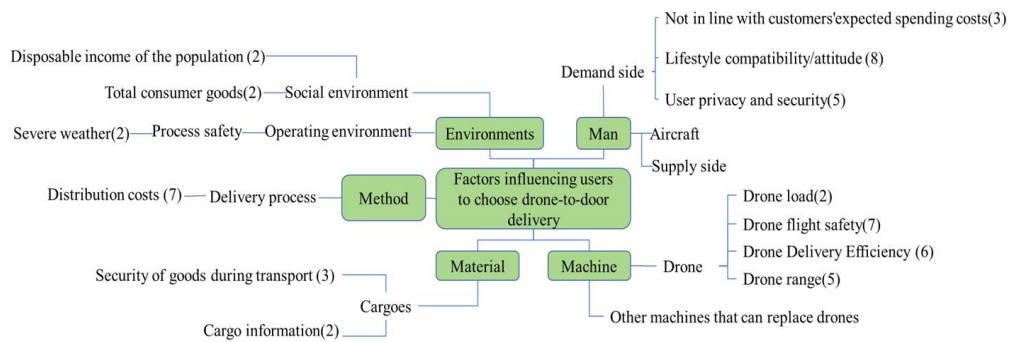 Not in line with customers'expected spending costs(3)
Disposable income of the population (2)
Demand side
Lifestyle compatibility/attitude (8)
Total consumer goods(2)
Social environment
User privacy and security(5)
Severe weather(2)
Process safety
Operating environment
Environments
Man
Aircraft
Supply side
Distribution costs (7)
Delivery process
Method
Factors influencing users
to choose drone-to-door
delivery
Drone load(2)
Drone flight safety(7)
Drone Delivery Efficiency (6)
Drone range(5)
Security of goods during transport (3)
Material
Machine
Drone
Cargoes
Cargo information(2)
Other machines that can replace drones